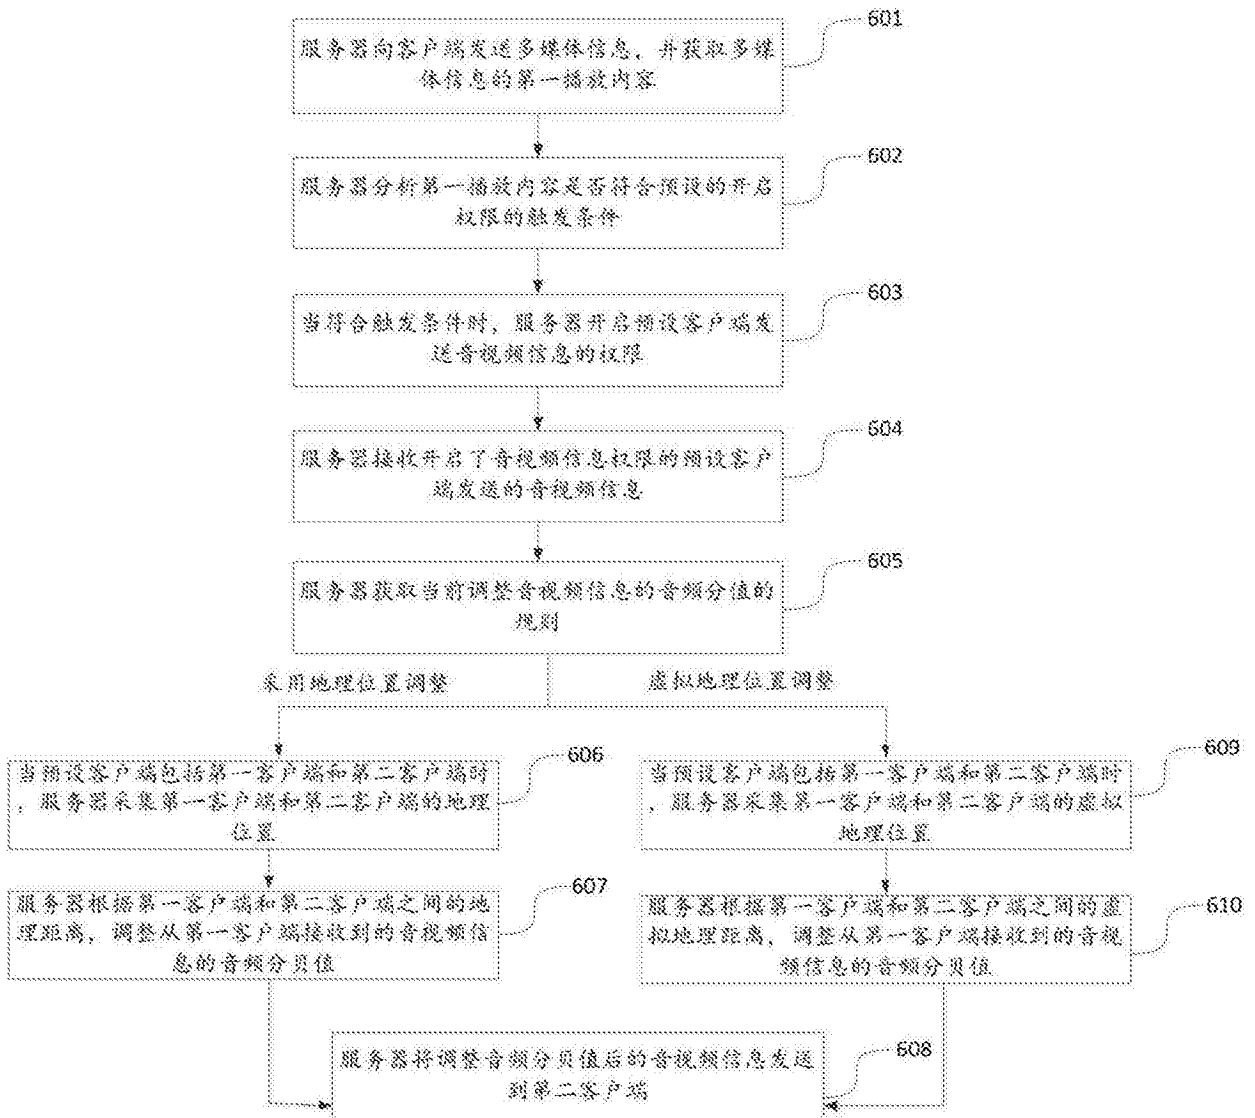 601
服务器向客户端发送多媒体信息，并获取多媒
体信息的第一播放内容
602
服务器分析第一播放内容是否符合预设的开启
权限的触发条件
603
当符合触发条件时，服务器开启预设客户端发
送音视频信息的权限
604
服务器接收开启了音视频信息权限的预设客户
端发送的音视频信息
605
服务器获取当前调整音视频信息的音频分值的
规则
采用地理位置调整
虚拟地理位置调整
606
当预设客户端包括第一客户端和第二客户端时
，服务器采集第一客户端和第二客户端的地理
位置
609
当预设客户端包括第一客户端和第二客户端时
，服务器采集第一客户端和第二客户端的虚拟
地理位置
607
服务器根据第一客户端和第二客户端之间的地
理距离，调整从第一客户端接收到的音视频信
息的音频分贝值
610
服务器根据第一客户端和第二客户端之间的虚
拟地理距离，调整从第一客户端接收到的音视
频信息的音频分贝值
608
服务器将调整音频分贝值后的音视频信息发送
到第二客户端